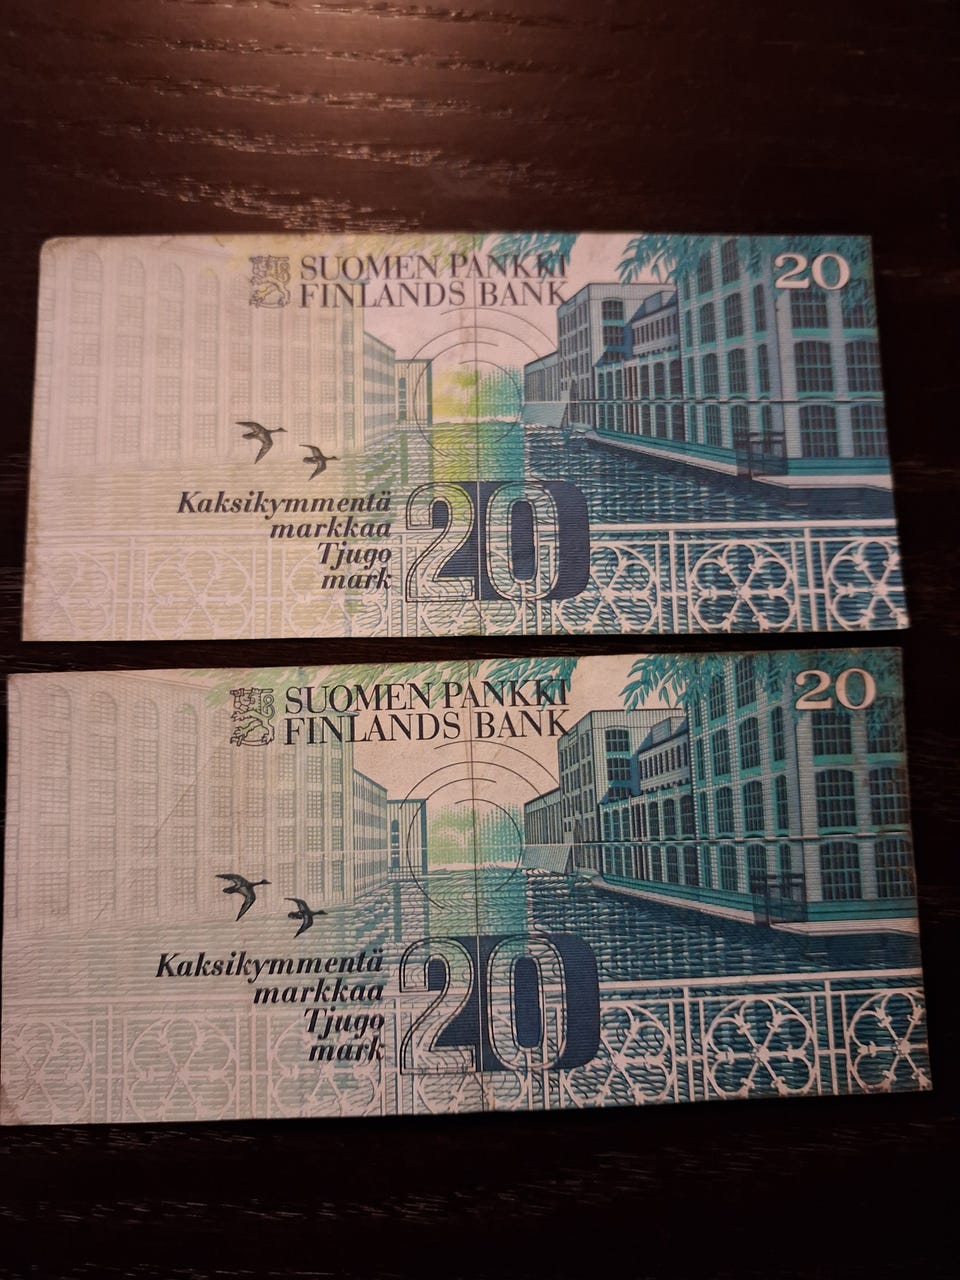 SUOMEN PANKKI
FINLANDS BANK
20
Kaksikymmentä
markkaa
Tjugo
mark
20
SUOMEN PANKKI
FINLANDS BANK
20
Kaksikymmentä
markkaa
Tjugo
mark
20